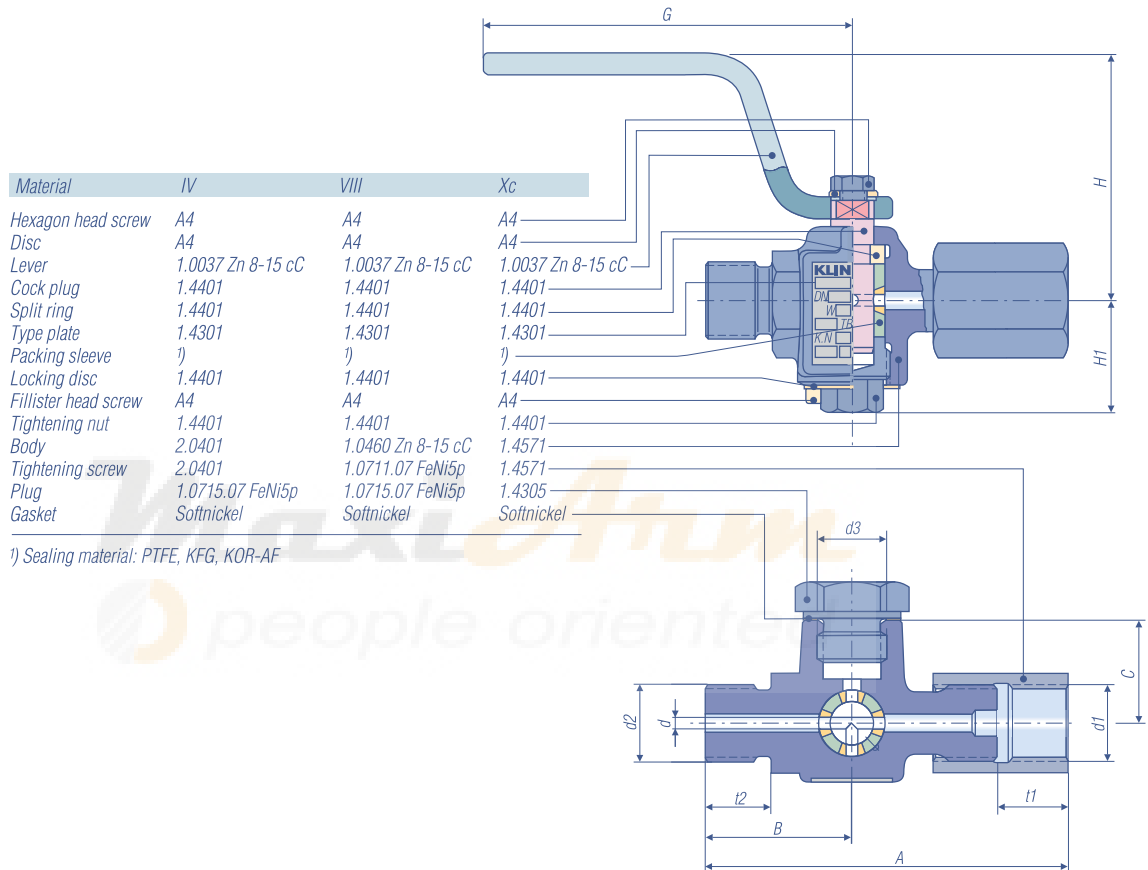 G
H
Material IV VIII Xc
Hexagon head screw A4 A4 A4
Disc A4 A4 A4
Lever 1.0037 Zn 8-15 cC 1.0037 Zn 8-15 cC 1.0037 Zn 8-15 cC
Cock plug 1.4401 1.4401 1.4401
Split ring 1.4401 1.4401 1.4401
Type plate 1.4301 1.4301 1.4301
Packing sleeve ¹) ¹) ¹)
Locking disc 1.4401 1.4401 1.4401
Fillister head screw A4 A4 A4
Tightening nut 1.4401 1.4401 1.4401
Body 2.0401 1.0460 Zn 8-15 cC 1.4571
Tightening screw 2.0401 1.0711.07 FeNi5p 1.4571
Plug 1.0715.07 FeNi5p 1.0715.07 FeNi5p 1.4305
Gasket Softnickel Softnickel Softnickel
¹) Sealing material: PTFE, KFG, KOR-AF
DN
W
K.N
H1
MaxiArm
people oriented
d3
C
d2
d
d1
t2
t1
B
A